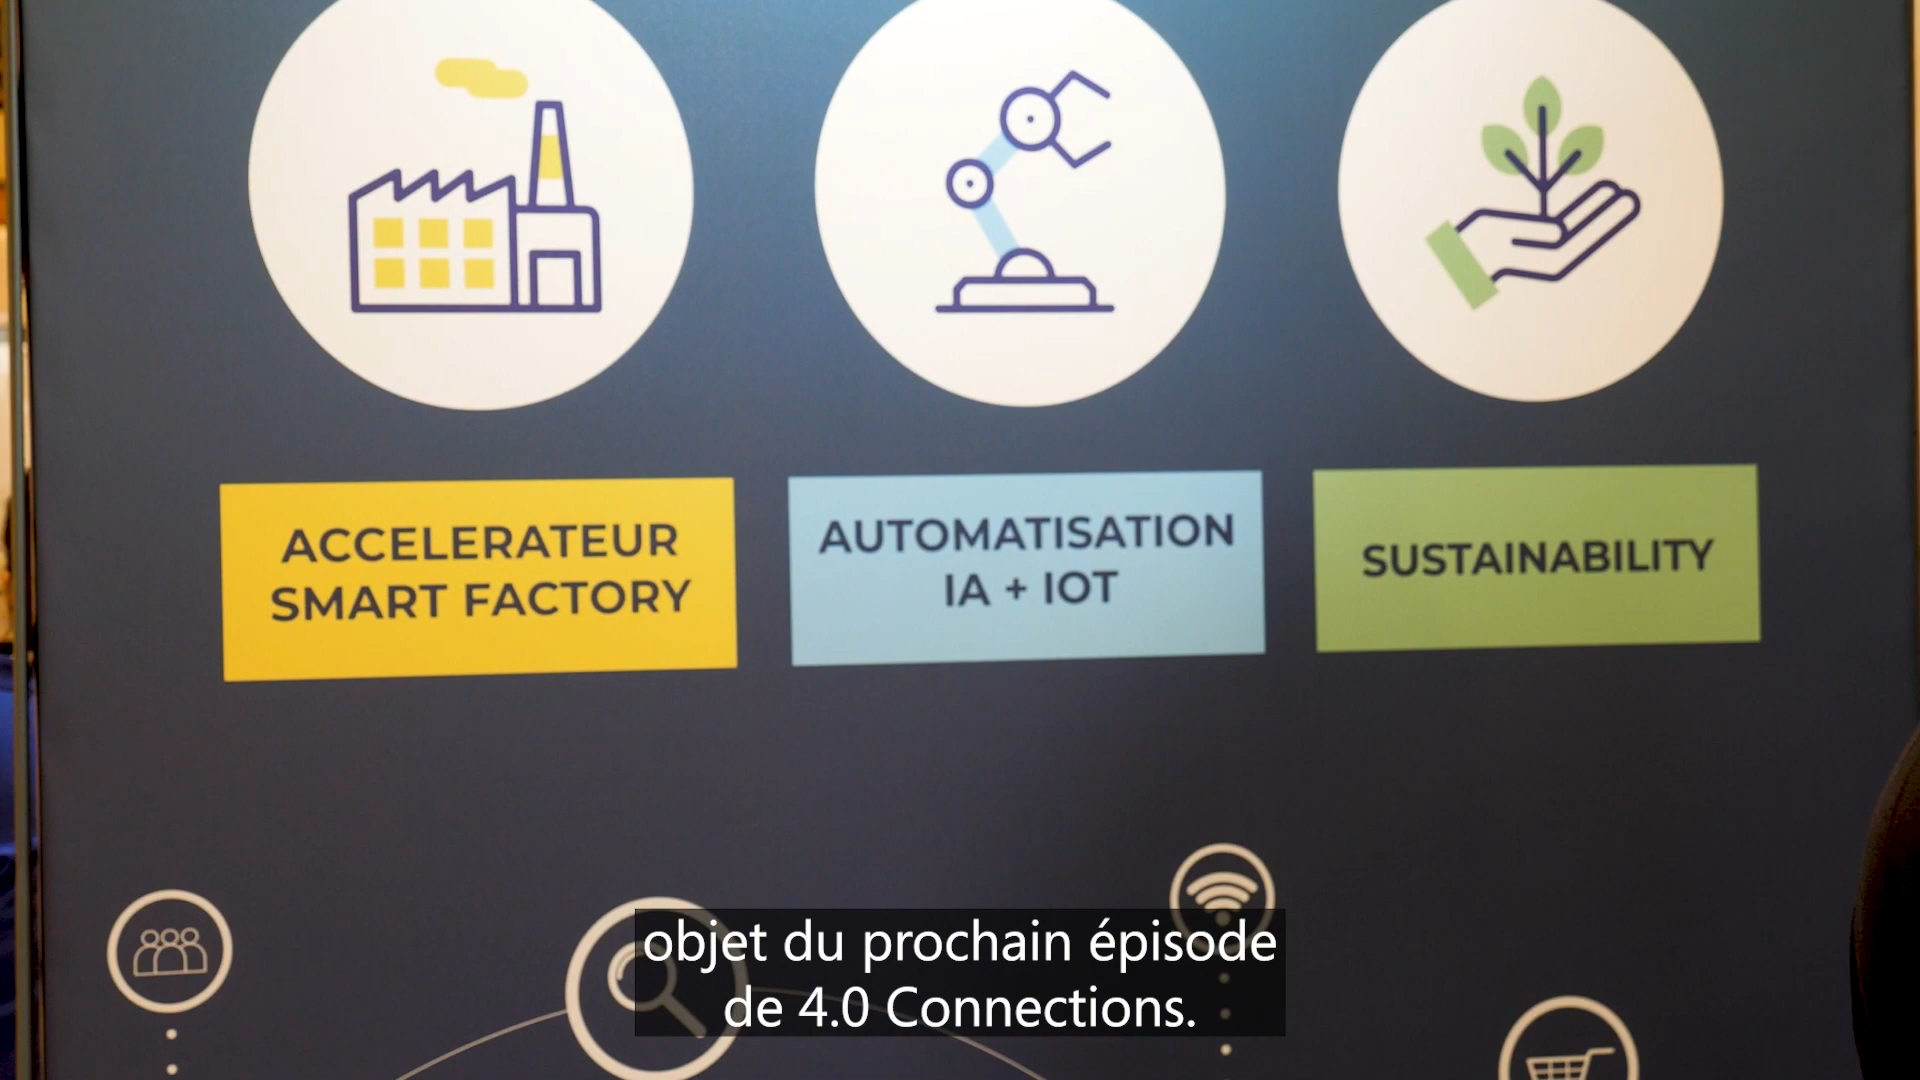 ACCELERATEUR
SMART FACTORY
AUTOMATISATION
IA + IOT
SUSTAINABILITY
objet du prochain épisode
de 4.0 Connections.